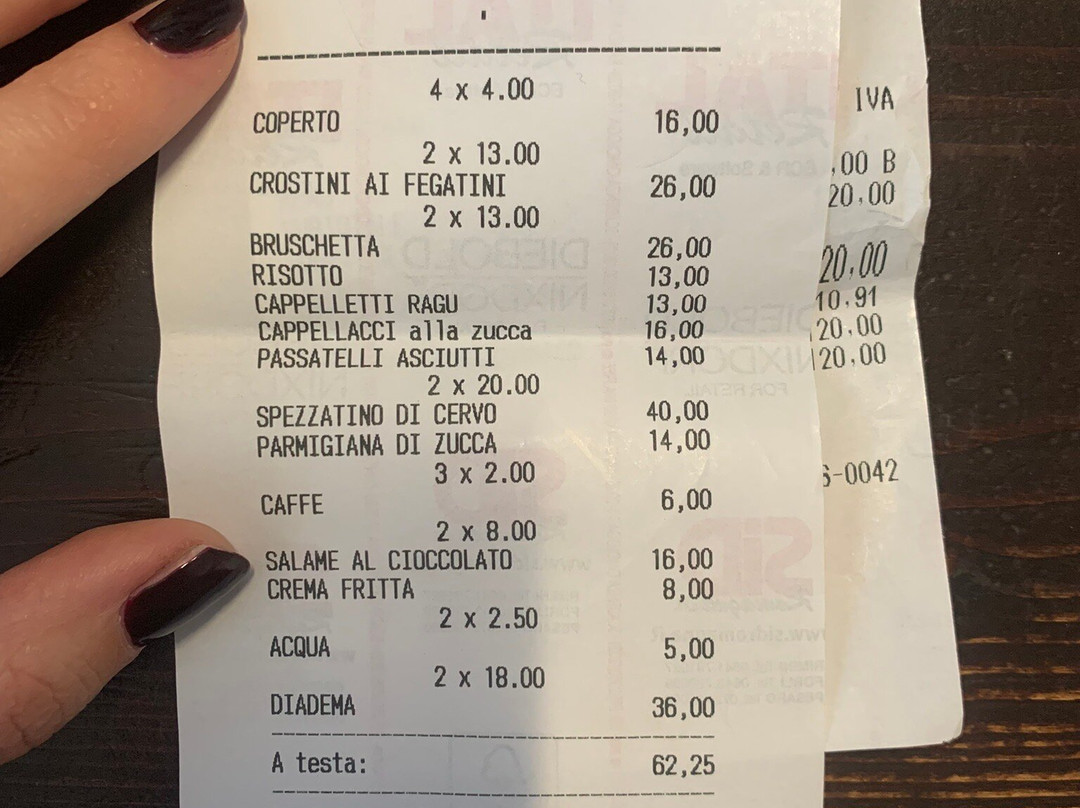 4 x 4.00
COPERTO 16,00
2 x 13.00
CROSTINI AI FEGATINI 26,00
2 x 13.00
BRUSCHETTA 26,00
RISOTTO 13,00
CAPPELLETTI RAGU 13,00
CAPPELLACCI alla zucca 16,00
PASSATELLI ASCIUTTI 14,00
2 x 20.00
SPEZZATINO DI CERVO 40,00
PARMIGIANA DI ZUCCA 14,00
3 x 2.00
CAFFE 6,00
2 x 8.00
SALAME AL CIOCCOLATO 16,00
CREMA FRITTA 8,00
2 x 2.50
ACQUA 5,00
2 x 18.00
DIADEMA 36,00
A testa: 62,25
IVA
,00 B
20,00
20,00
10,91
20,00
20,00
-0042